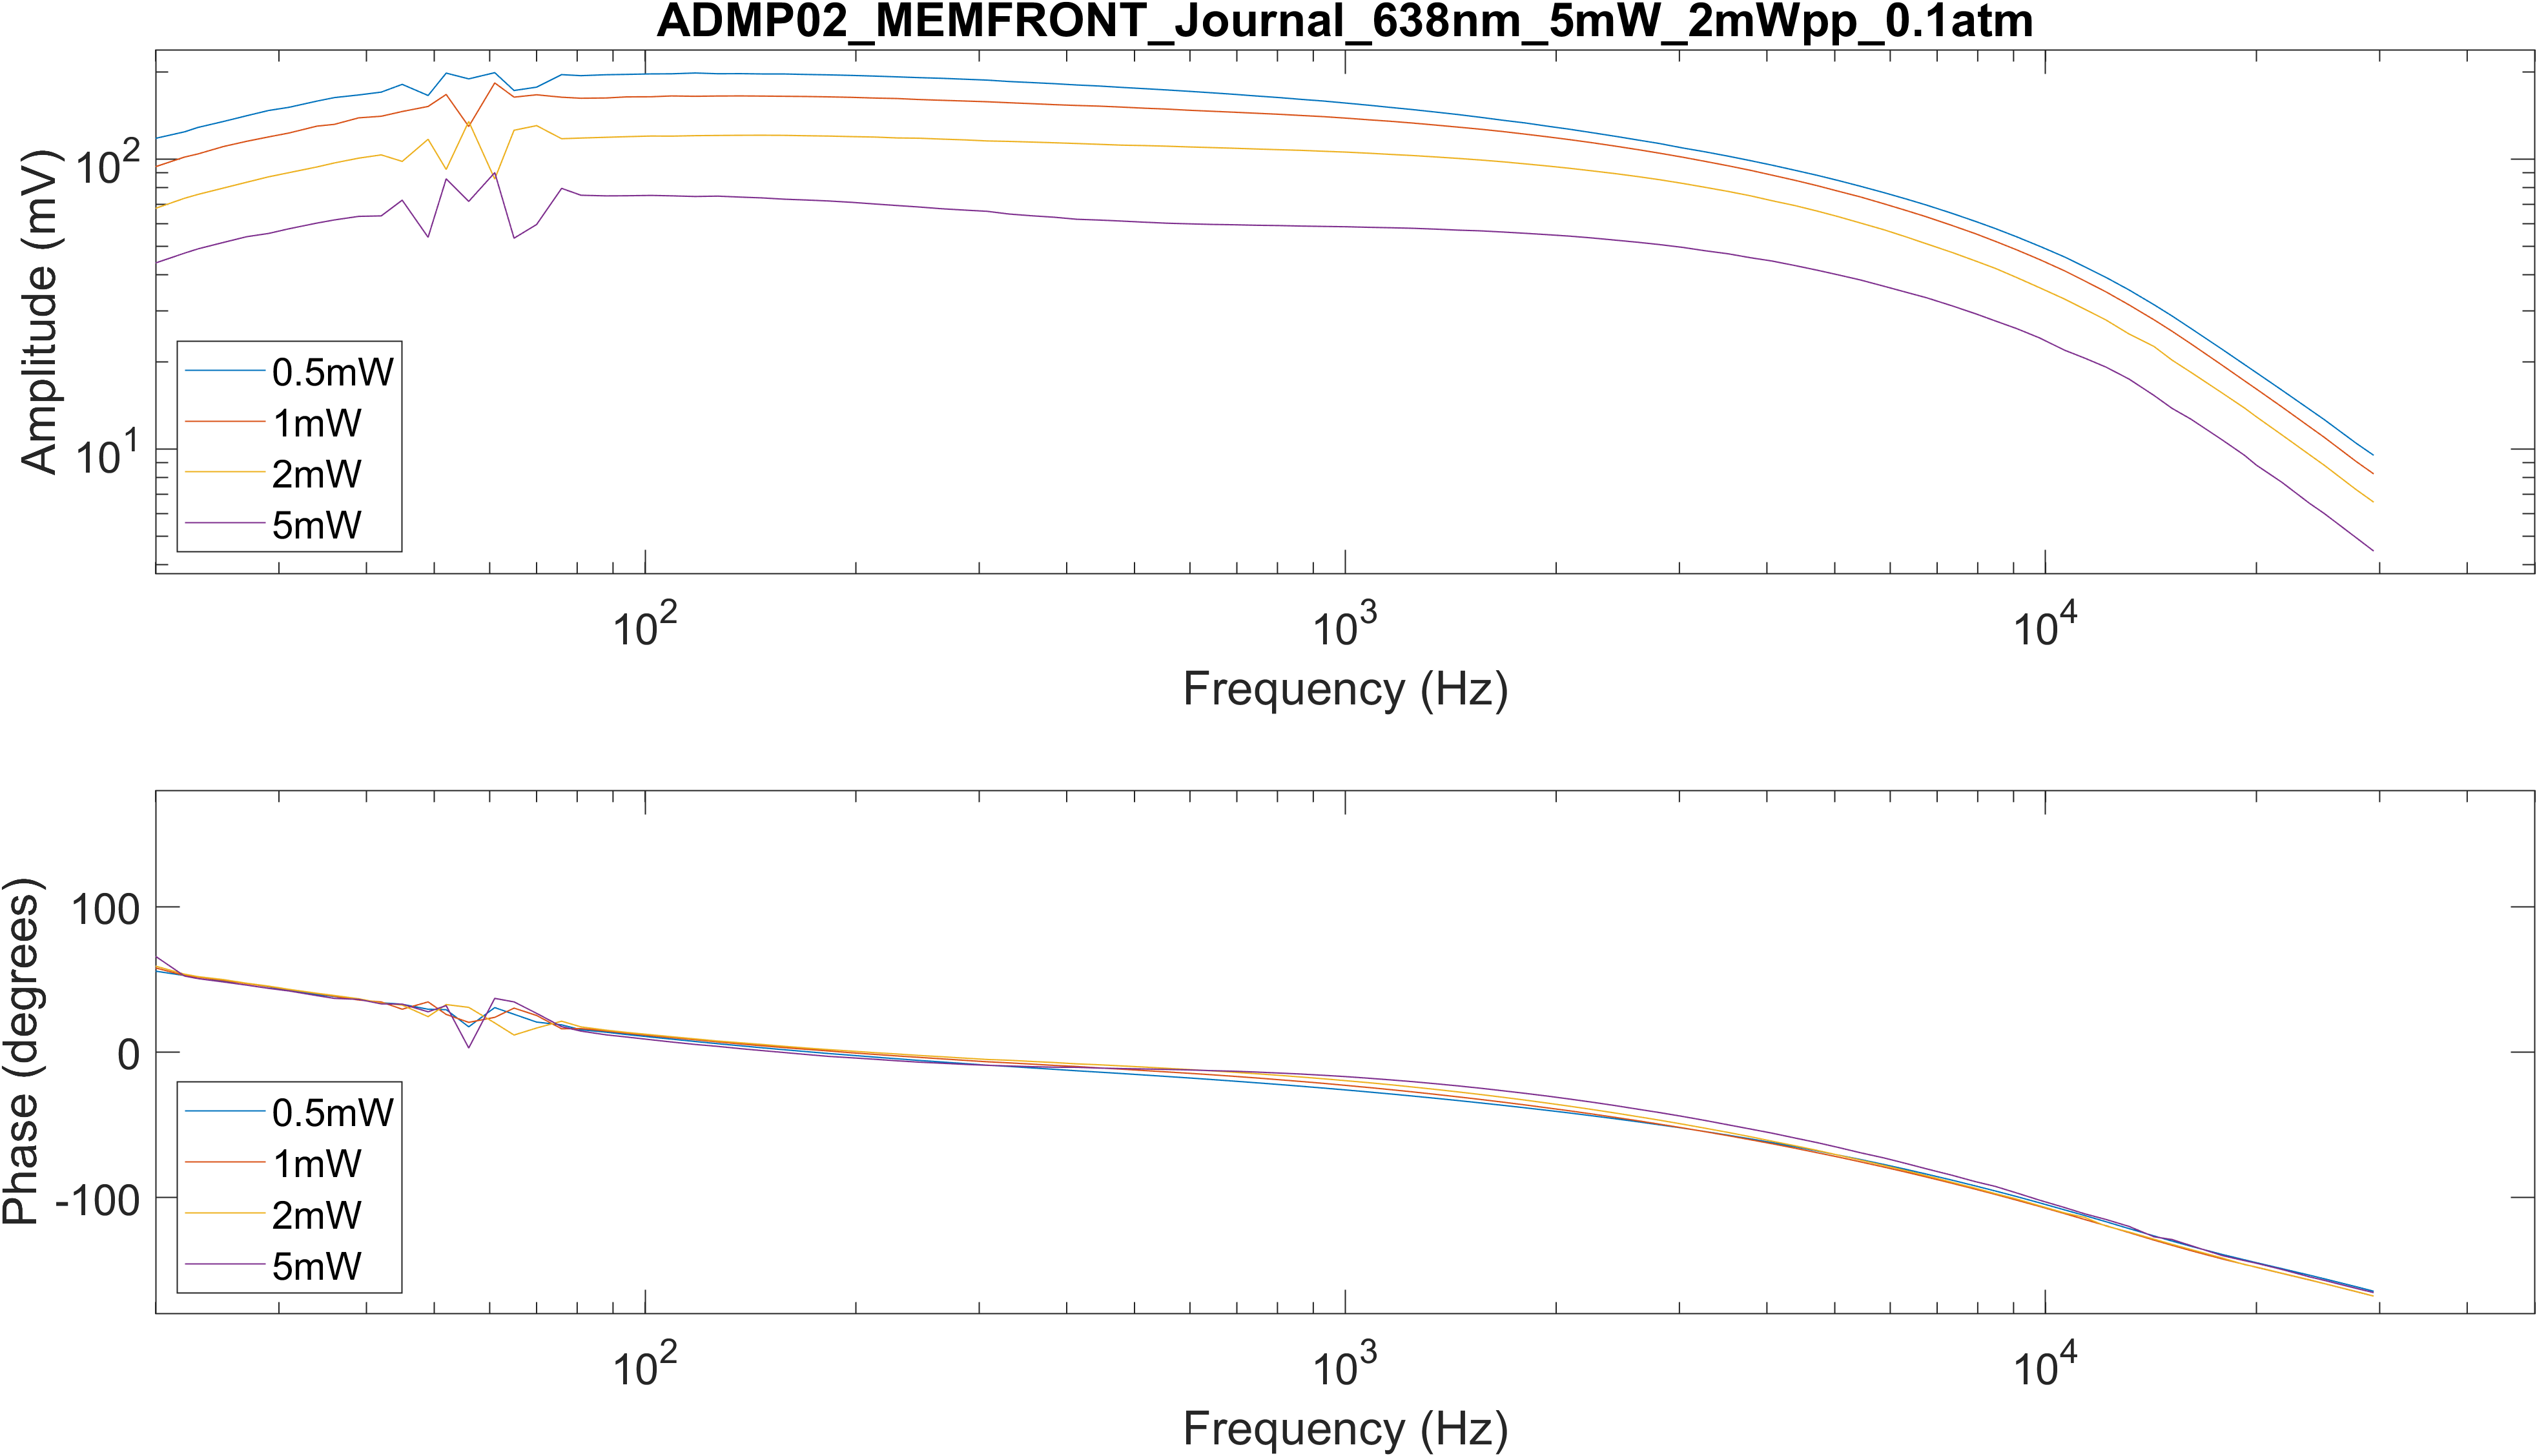 ADMP02_MEMFRONT_Journal_638nm_5mW_2mWpp_0.1atm
Amplitude (mV)
10^2
10^1
0.5mW
1mW
2mW
5mW
10^2
10^3
10^4
Frequency (Hz)
Phase (degrees)
100
0
-100
0.5mW
1mW
2mW
5mW
10^2
10^3
10^4
Frequency (Hz)